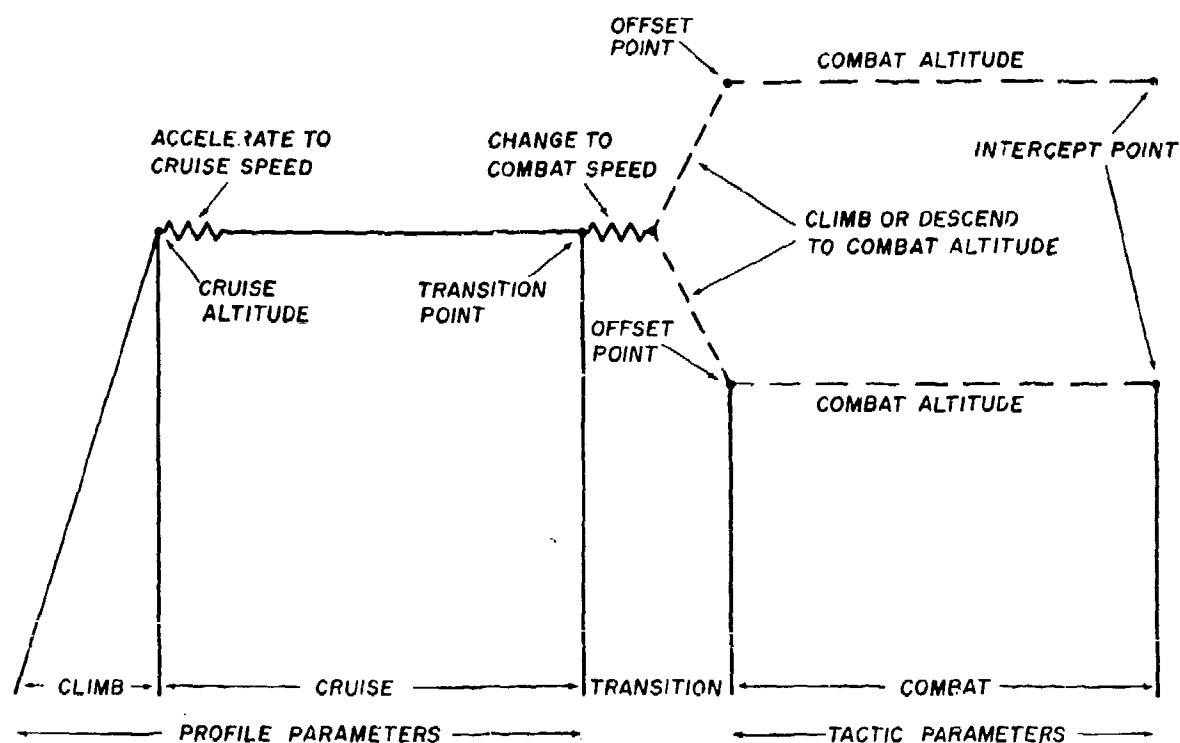 OFFSET
POINT
COMBAT ALTITUDE
ACCELERATE TO
CRUISE SPEED
CHANGE TO
COMBAT SPEED
INTERCEPT POINT
CLIMB OR DESCEND
TO COMBAT ALTITUDE
CRUISE
ALTITUDE
TRANSITION
POINT
OFFSET
POINT
COMBAT ALTITUDE
CLIMB
CRUISE
TRANSITION
COMBAT
PROFILE PARAMETERS
TACTIC PARAMETERS